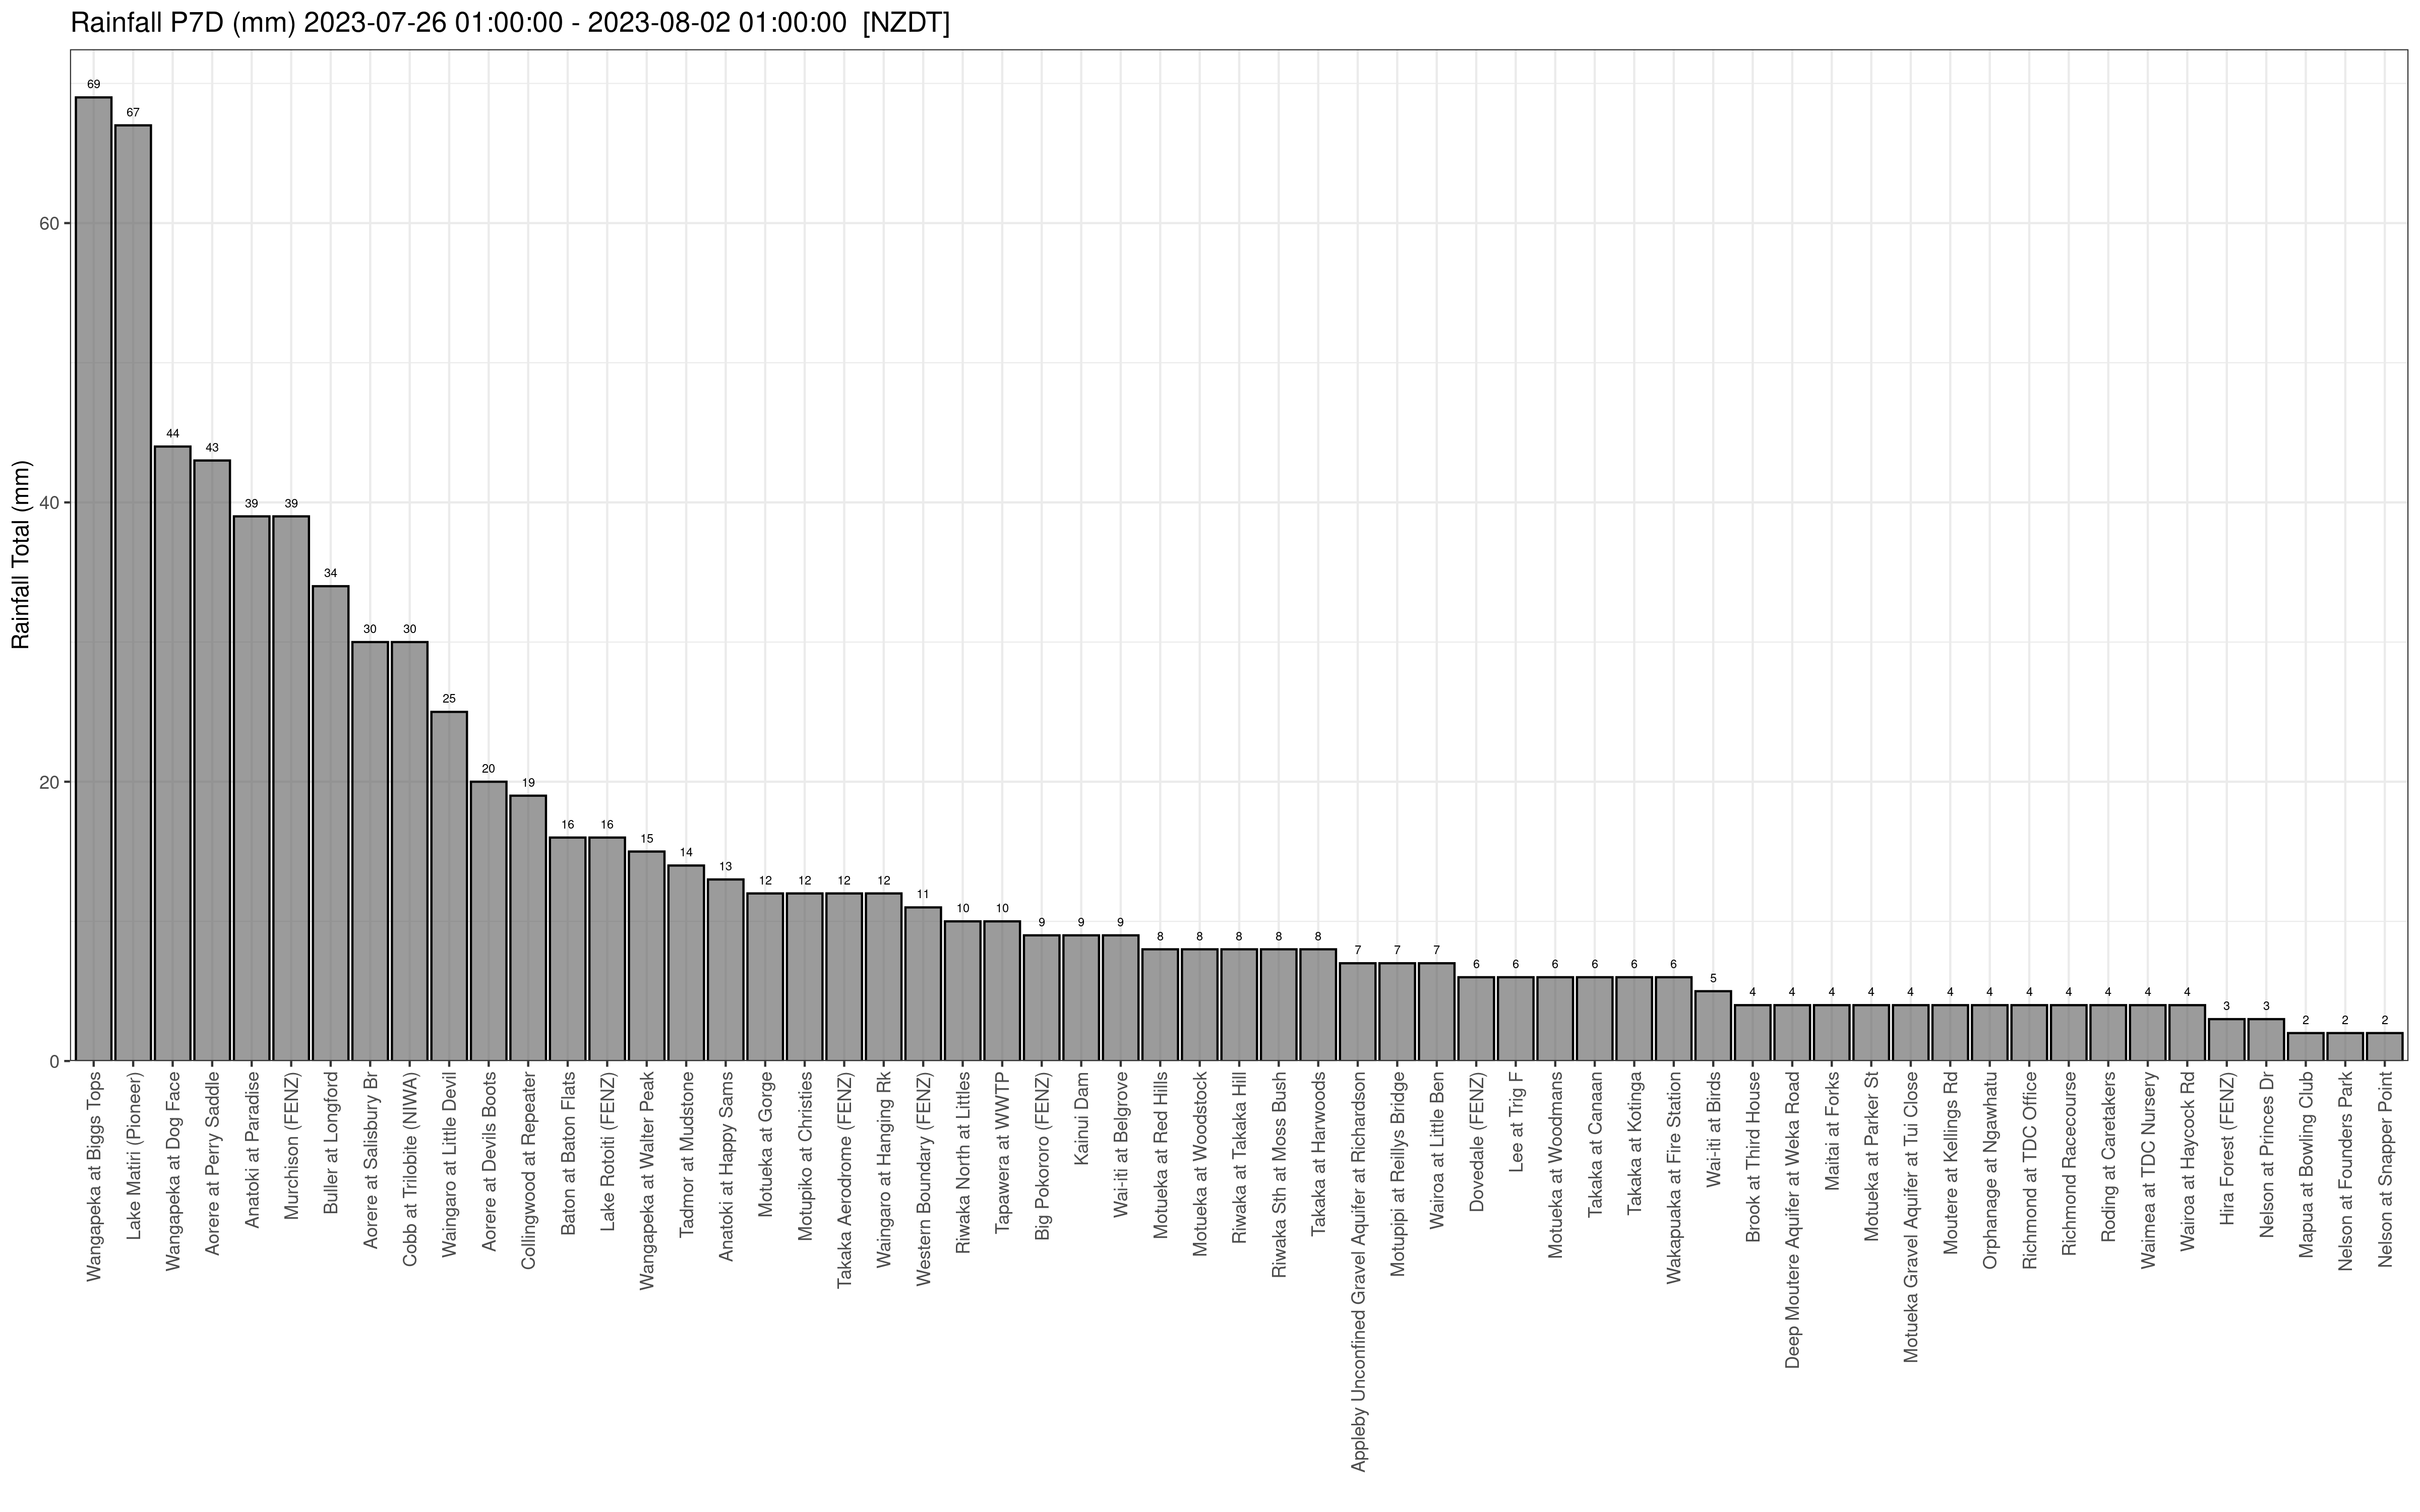 Rainfall P7D (mm) 2023-07-26 01:00:00 - 2023-08-02 01:00:00 [NZDT]
Rainfall Total (mm)
60
40
20
0
69
67
44
43
39
39
34
30
30
25
20
19
16
16
15
14
13
12
12
12
12
11
10
10
9
9
9
8
8
8
8
8
7
7
7
6
6
6
6
6
6
5
4
4
4
4
4
4
4
4
4
4
4
4
3
3
2
2
2
Wangapeka at Biggs Tops
Lake Matiri (Pioneer)
Wangapeka at Dog Face
Aorere at Perry Saddle
Anatoki at Paradise
Murchison (FENZ)
Buller at Longford
Aorere at Salisbury Br
Cobb at Trilobite (NIWA)
Waingaro at Little Devil
Aorere at Devils Boots
Collingwood at Repeater
Baton at Baton Flats
Lake Rotoiti (FENZ)
Wangapeka at Walter Peak
Tadmor at Mudstone
Anatoki at Happy Sams
Motueka at Gorge
Motupiko at Christies
Takaka Aerodrome (FENZ)
Waingaro at Hanging Rk
Western Boundary (FENZ)
Riwaka North at Littles
Tapawera at WWTP
Big Pokororo (FENZ)
Kainui Dam
Wai-iti at Belgrove
Motueka at Red Hills
Motueka at Woodstock
Riwaka at Takaka Hill
Riwaka Sth at Moss Bush
Takaka at Harwoods
Appleby Unconfined Gravel Aquifer at Richardson
Motupipi at Reillys Bridge
Wairoa at Little Ben
Dovedale (FENZ)
Lee at Trig F
Motueka at Woodmans
Takaka at Canaan
Takaka at Kotinga
Wakapuaka at Fire Station
Wai-iti at Birds
Brook at Third House
Deep Moutere Aquifer at Weka Road
Maitai at Forks
Motueka at Parker St
Motueka Gravel Aquifer at Tui Close
Moutere at Kellings Rd
Orphanage at Ngawhatu
Richmond at TDC Office
Richmond Racecourse
Roding at Caretakers
Waimea at TDC Nursery
Wairoa at Haycock Rd
Hira Forest (FENZ)
Nelson at Princes Dr
Mapua at Bowling Club
Nelson at Founders Park
Nelson at Snapper Point